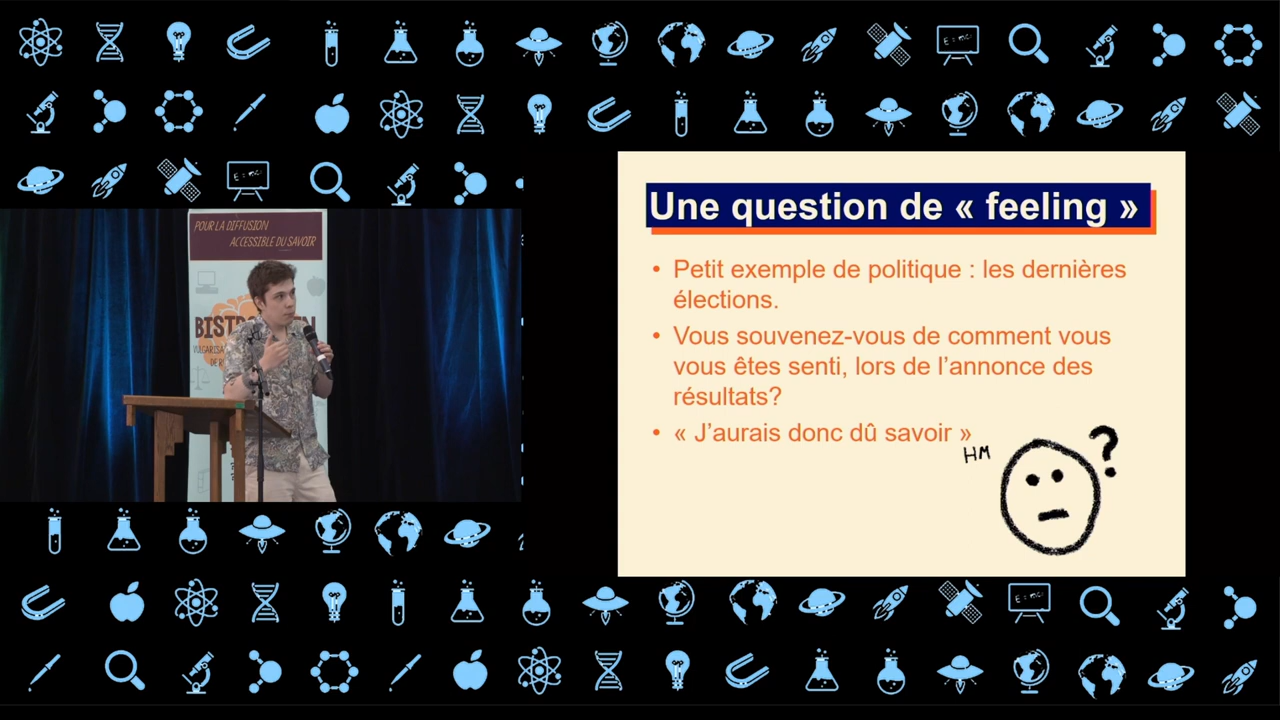 POUR LA DIFFUSION
ACCESSIBLE DU SAVOIR
Une question de « feeling »
• Petit exemple de politique : les dernières
élections.
• Vous souvenez-vous de comment vous
vous êtes senti, lors de l’annonce des
résultats?
• « J’aurais donc dû savoir »
HM
?